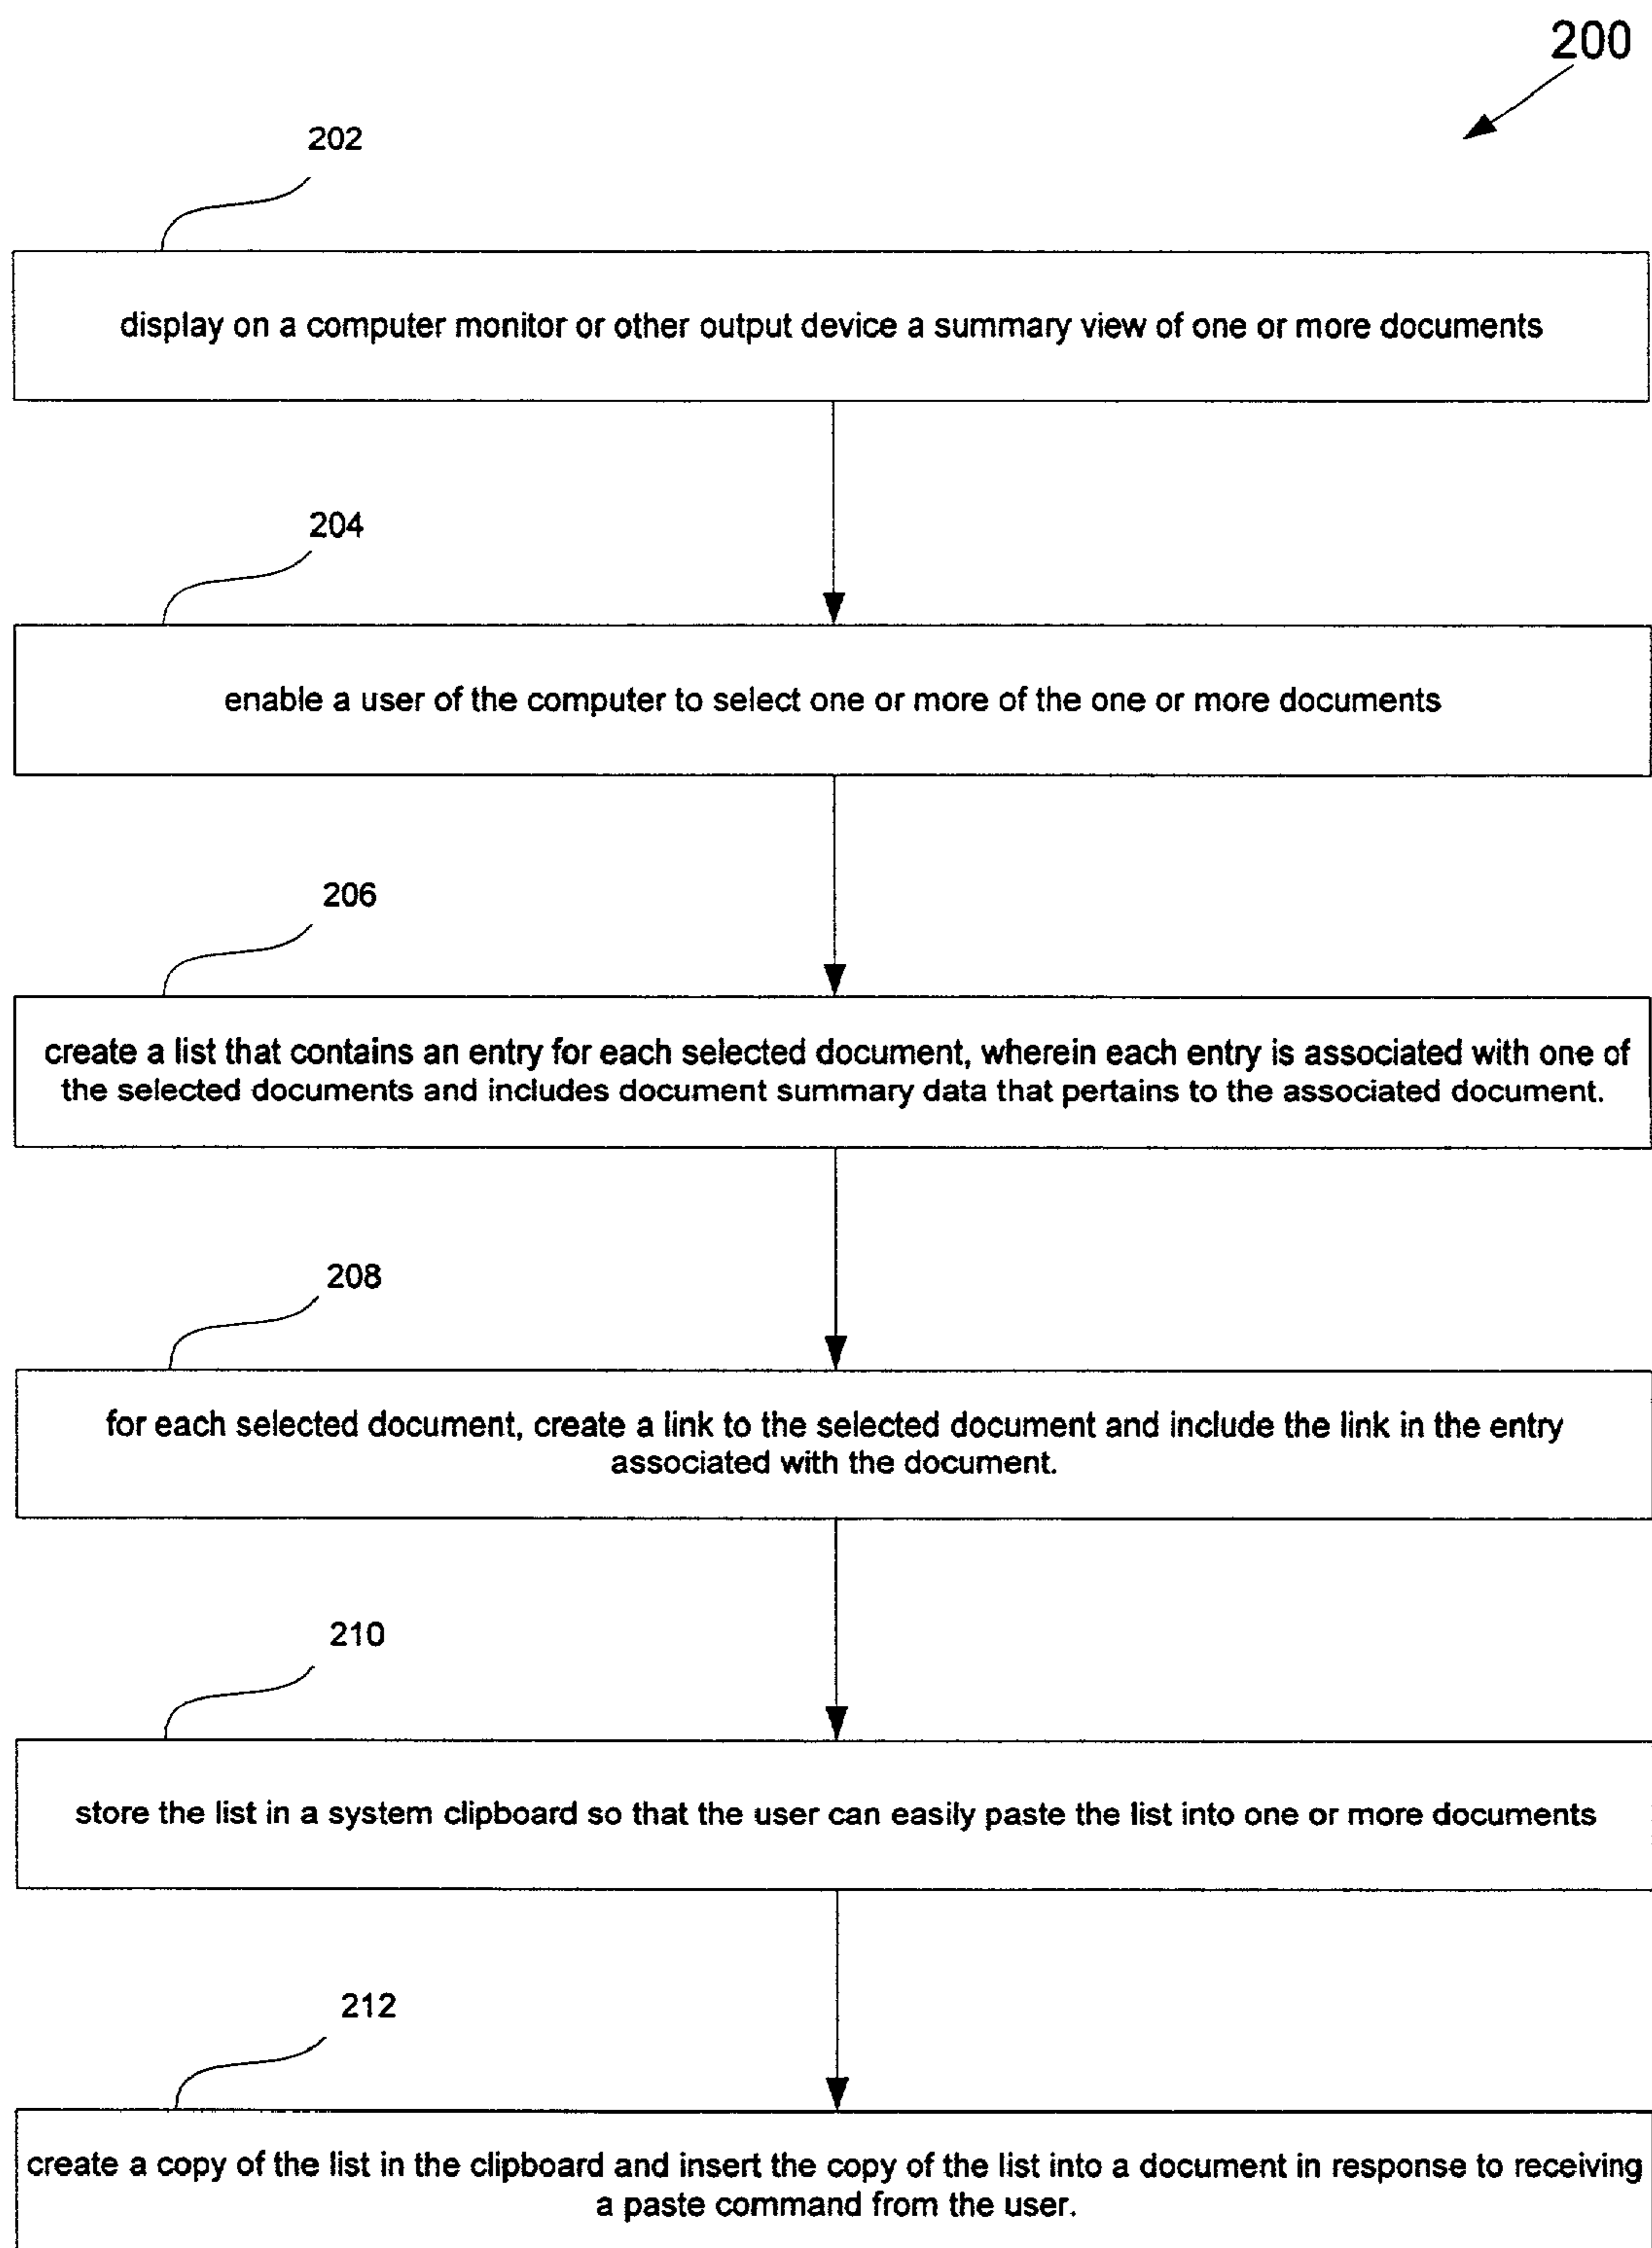 200
202
display on a computer monitor or other output device a summary view of one or more documents
204
enable a user of the computer to select one or more of the one or more documents
206
create a list that contains an entry for each selected document, wherein each entry is associated with one of
the selected documents and includes document summary data that pertains to the associated document.
208
for each selected document, create a link to the selected document and include the link in the entry
associated with the document.
210
store the list in a system clipboard so that the user can easily paste the list into one or more documents
212
create a copy of the list in the clipboard and insert the copy of the list into a document in response to receiving
a paste command from the user.